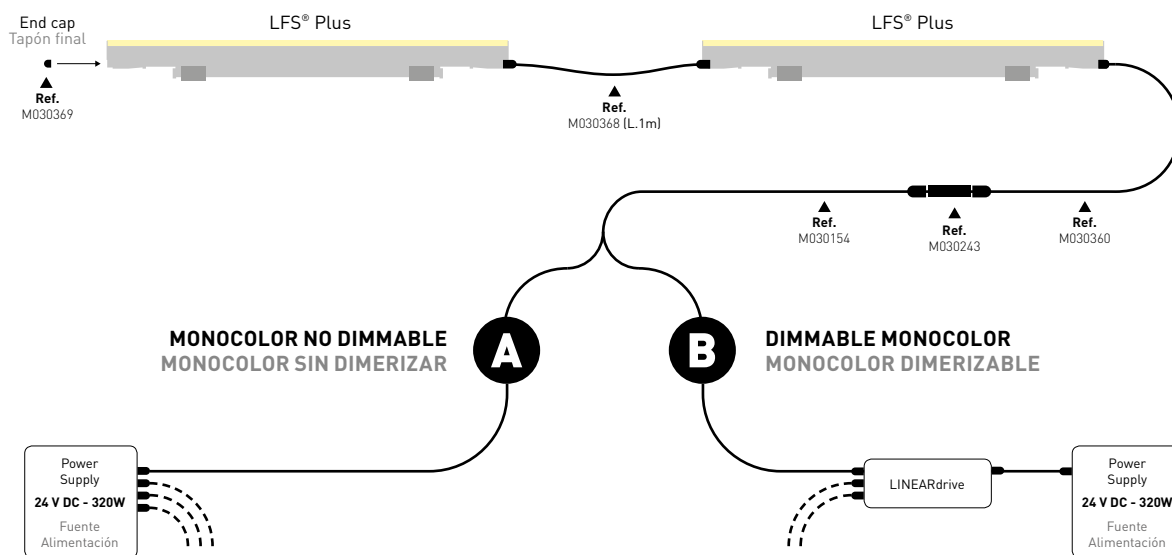 End cap
Tapón final
LFS® Plus
LFS® Plus
Ref.
M030369
Ref.
M030368 (L.1m)
Ref.
M030154
Ref.
M030243
Ref.
M030360
MONOCOLOR NO DIMMABLE
MONOCOLOR SIN DIMERIZAR
A
B
DIMMABLE MONOCOLOR
MONOCOLOR DIMERIZABLE
Power
Supply
24 V DC - 320W
Fuente
Alimentación
LINEARdrive
Power
Supply
24 V DC - 320W
Fuente
Alimentación